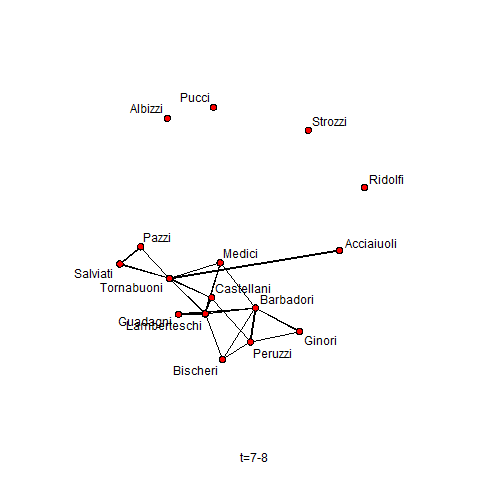 Pucci
Albizzi
Strozzi
Ridolfi
Pazzi
Acciaiuoli
Medici
Salviati
Tornabuoni
Castellani
Barbadori
Guadagni
Lamberteschi
Ginori
Peruzzi
Bischeri
t=7-8